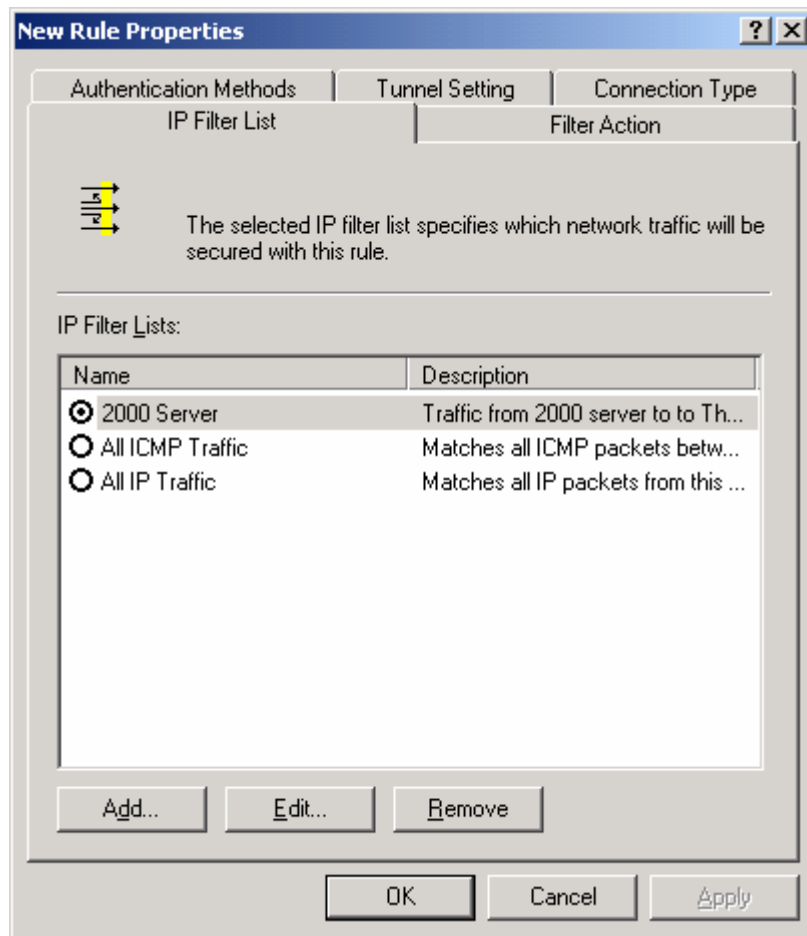 New Rule Properties
Authentication Methods Tunnel Setting Connection Type
IP Filter List Filter Action
The selected IP filter list specifies which network traffic will be
secured with this rule.
IP Filter Lists:
Name Description
2000 Server Traffic from 2000 server to to Th...
All ICMP Traffic Matches all ICMP packets betw...
All IP Traffic Matches all IP packets from this ...
Add... Edit... Remove
OK Cancel Apply